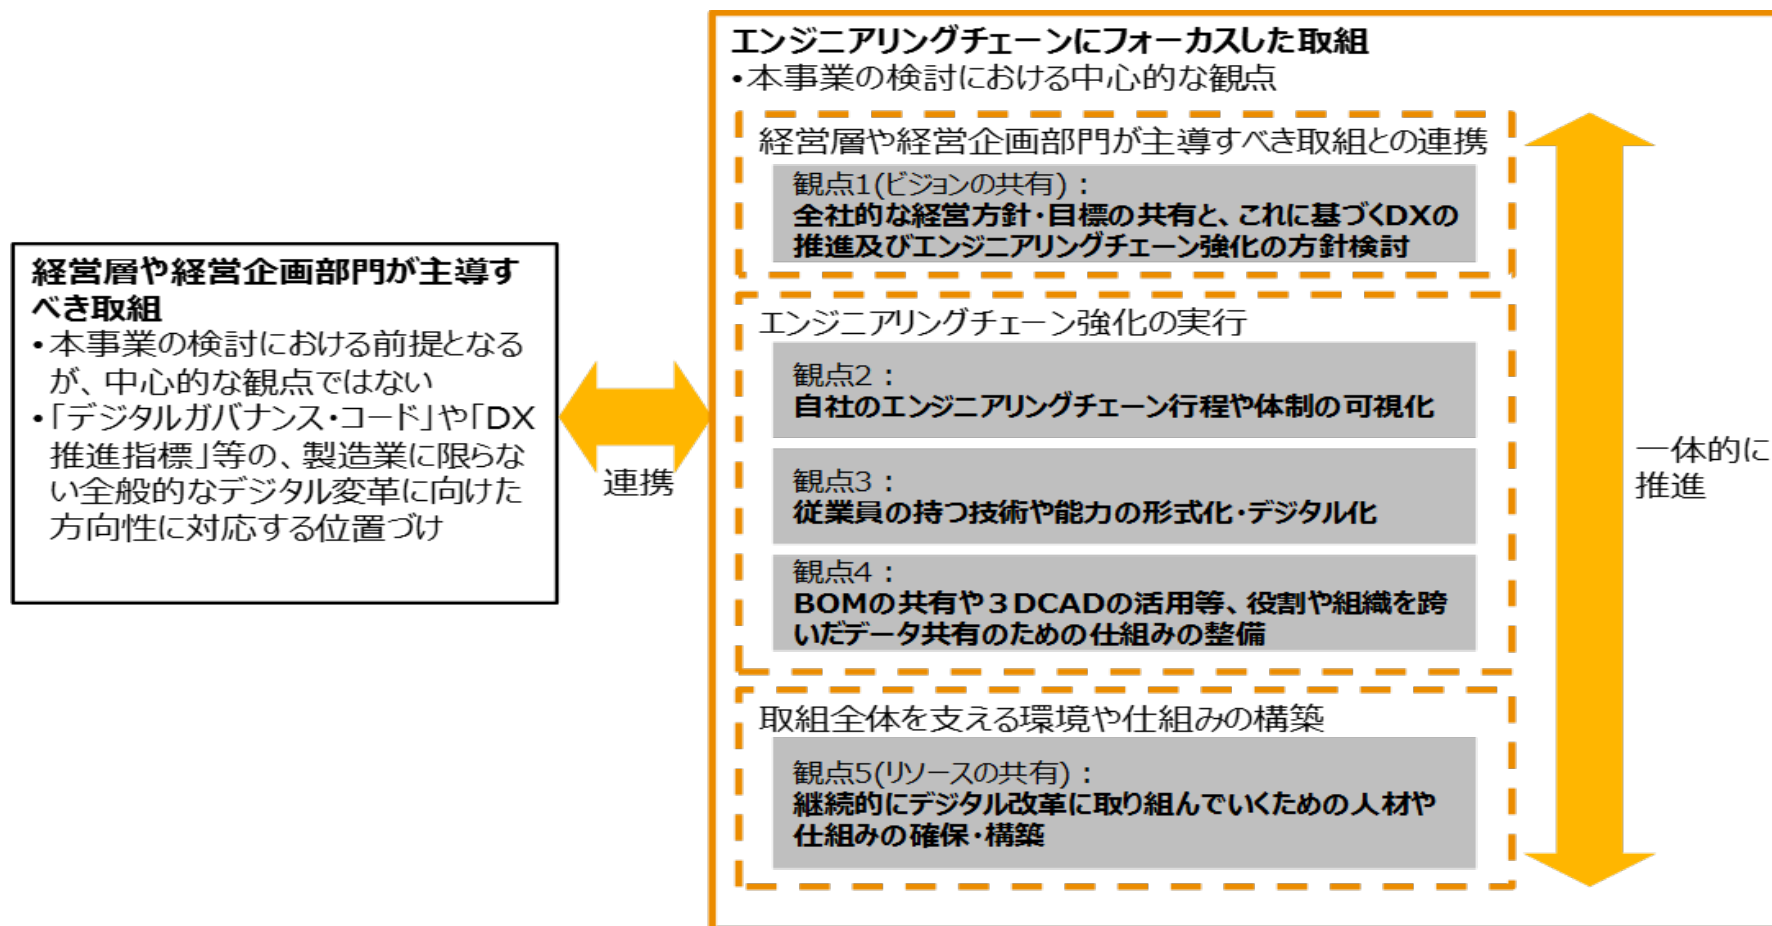 経営層や経営企画部門が主導す
べき取組
•本事業の検討における前提となる
が、中心的な観点ではない
•「デジタルガバナンス・コード」や「DX
推進指標」等の、製造業に限らな
い全般的なデジタル変革に向けた
方向性に対応する位置づけ
連携
エンジニアリングチェーンにフォーカスした取組
•本事業の検討における中心的な観点
経営層や経営企画部門が主導すべき取組との連携
観点1(ビジョンの共有)：
全社的な経営方針・目標の共有と、これに基づくDXの
推進及びエンジニアリングチェーン強化の方針検討
エンジニアリングチェーン強化の実行
観点2：
自社のエンジニアリングチェーン行程や体制の可視化
観点3：
従業員の持つ技術や能力の形式化・デジタル化
観点4：
BOMの共有や３DCADの活用等、役割や組織を跨
いだデータ共有のための仕組みの整備
取組全体を支える環境や仕組みの構築
観点5(リソースの共有)：
継続的にデジタル改革に取り組んでいくための人材や
仕組みの確保・構築
一体的に
推進